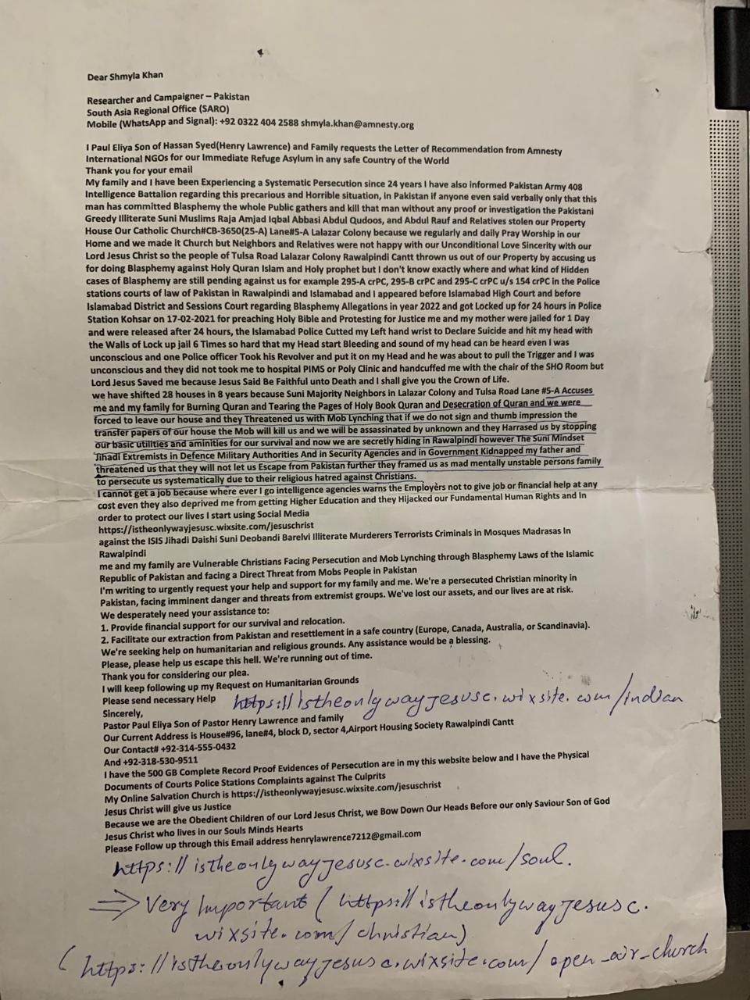 Dear Shmyla Khan
Researcher and Campaigner – Pakistan
South Asia Regional Office (SARO)
Mobile (WhatsApp and Signal): +92 0322 404 2588 shmyla.khan@amnesty.org
I Paul Eliya Son of Hassan Syed(Henry Lawrence) and Family requests the Letter of Recommendation from Amnesty
International NGOs for our Immediate Refuge Asylum in any safe Country of the World
Thank you for your email
My family and I have been Experiencing a Systematic Persecution since 24 years I have also informed Pakistan Army 408
Intelligence Battalion regarding this precarious and Horrible situation, in Pakistan if anyone even said verbally only that this
man has committed Blasphemy the whole Public gathers and kill that man without any proof or investigation the Pakistani
Greedy Illiterate Suni Muslims Raja Amjad Iqbal Abbasi Abdul Qudoos, and Abdul Rauf and Relatives stolen our Property
House Our Catholic Church#CB-3650(25-A) Lane#5-A Lalazar Colony because we regularly and daily Pray Worship in our
Home and we made it Church but Neighbors and Relatives were not happy with our Unconditional Love Sincerity with our
Lord Jesus Christ so the people of Tulsa Road Lalazar Colony Rawalpindi Cantt thrown us out of our Property by accusing us
for doing Blasphemy against Holy Quran Islam and Holy prophet but I don't know exactly where and what kind of Hidden
cases of Blasphemy are still pending against us for example 295-A crPC, 295-B crPC and 295-C crPC u/s 154 crPC in the Police
stations courts of law of Pakistan in Rawalpindi and Islamabad and I appeared before Islamabad High Court and before
Islamabad District and Sessions Court regarding Blasphemy Allegations in year 2022 and got Locked up for 24 hours in Police
Station Kohsar on 17-02-2021 for preaching Holy Bible and Protesting for Justice me and my mother were jailed for 1 Day
and were released after 24 hours, the Islamabad Police Cutted my Left hand wrist to Declare Suicide and hit my head with
the Walls of Lock up jail 6 Times so hard that my Head start Bleeding and sound of my head can be heard even I was
unconscious and one Police officer Took his Revolver and put it on my Head and he was about to pull the Trigger and I was
unconscious and they did not took me to hospital PIMS or Poly Clinic and handcuffed me with the chair of the SHO Room but
Lord Jesus Saved me because Jesus Said Be Faithful unto Death and I shall give you the Crown of Life.
we have shifted 28 houses in 8 years because Suni Majority Neighbors in Lalazar Colony and Tulsa Road Lane #5-A Accuses
me and my family for Burning Quran and Tearing the Pages of Holy Book Quran and Desecration of Quran and we were
forced to leave our house and they Threatened us with Mob Lynching that if we do not sign and thumb impression the
transfer papers of our house the Mob will kill us and we will be assassinated by unknown and they Harrased us by stopping
our basic utilities and aminities for our survival and now we are secretly hiding in Rawalpindi however The Suni Mindset
Jihadi Extremists in Defence Military Authorities And in Security Agencies and in Government Kidnapped my father and
threatened us that they will not let us Escape from Pakistan further they framed us as mad mentally unstable persons family
to persecute us systematically due to their religious hatred against Christians.
I cannot get a job because where ever I go intelligence agencies warns the Employèrs not to give job or financial help at any
cost even they also deprived me from getting Higher Education and they Hijacked our Fundamental Human Rights and In
order to protect our lives I start using Social Media
https://istheonlywayjesusc.wixsite.com/jesuschrist
against the ISIS Jihadi Daishi Suni Deobandi Barelvi Illiterate Murderers Terrorists Criminals in Mosques Madrasas In
Rawalpindi
me and my family are Vulnerable Christians Facing Persecution and Mob Lynching through Blasphemy Laws of the Islamic
Republic of Pakistan and facing a Direct Threat from Mobs People in Pakistan
I'm writing to urgently request your help and support for my family and me. We're a persecuted Christian minority in
Pakistan, facing imminent danger and threats from extremist groups. We've lost our assets, and our lives are at risk.
We desperately need your assistance to:
1. Provide financial support for our survival and relocation.
2. Facilitate our extraction from Pakistan and resettlement in a safe country (Europe, Canada, Australia, or Scandinavia).
We're seeking help on humanitarian and religious grounds. Any assistance would be a blessing.
Please, please help us escape this hell. We're running out of time.
Thank you for considering our plea.
I will keep following up my Request on Humanitarian Grounds
Please send necessary Help https://istheonlywayjesusc.wixsite.com/indian
Sincerely,
Pastor Paul Eliya Son of Pastor Henry Lawrence and family
Our Current Address is House#96, lane#4, block D, sector 4,Airport Housing Society Rawalpindi Cantt
Our Contact# +92-314-555-0432
And +92-318-530-9511
I have the 500 GB Complete Record Proof Evidences of Persecution are in my this website below and I have the Physical
Documents of Courts Police Stations Complaints against The Culprits
My Online Salvation Church is https://istheonlywayjesusc.wixsite.com/jesuschrist
Jesus Christ will give us Justice
Because we are the Obedient Children of our Lord Jesus Christ, we Bow Down Our Heads Before our only Saviour Son of God
Jesus Christ who lives in our Souls Minds Hearts
Please Follow up through this Email address henrylawrence7212@gmail.com
https://istheonlywayjesusc.wixsite.com/soul.
⇒ Very Important (https://istheonlywayjesusc.
wixsite.com/christian)
(https://istheonlywayjesusc.wixsite.com/open_air_church